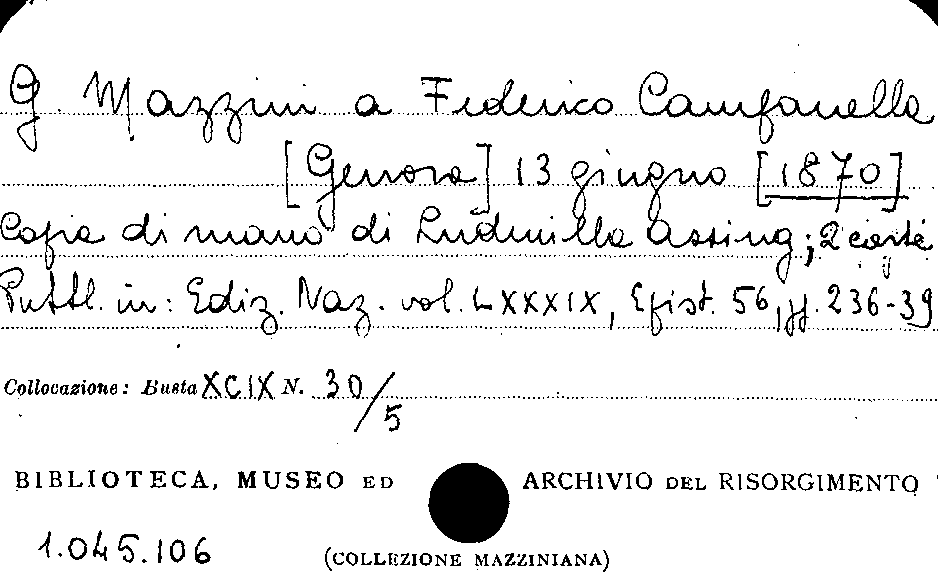 G. Mazzini a Federico Campanella
[Genova] 13 giugno [1870]
Copia di mano di Ludmilla Assing; 2 carte
Pubbl. in: Ediz. Naz. vol. LXXXIX, Epist. 56, pp. 236-39
Collocazione: Busta XCIX N. 30/5
BIBLIOTECA, MUSEO ED ARCHIVIO DEL RISORGIMENTO
1.045.106 (COLLEZIONE MAZZINIANA)